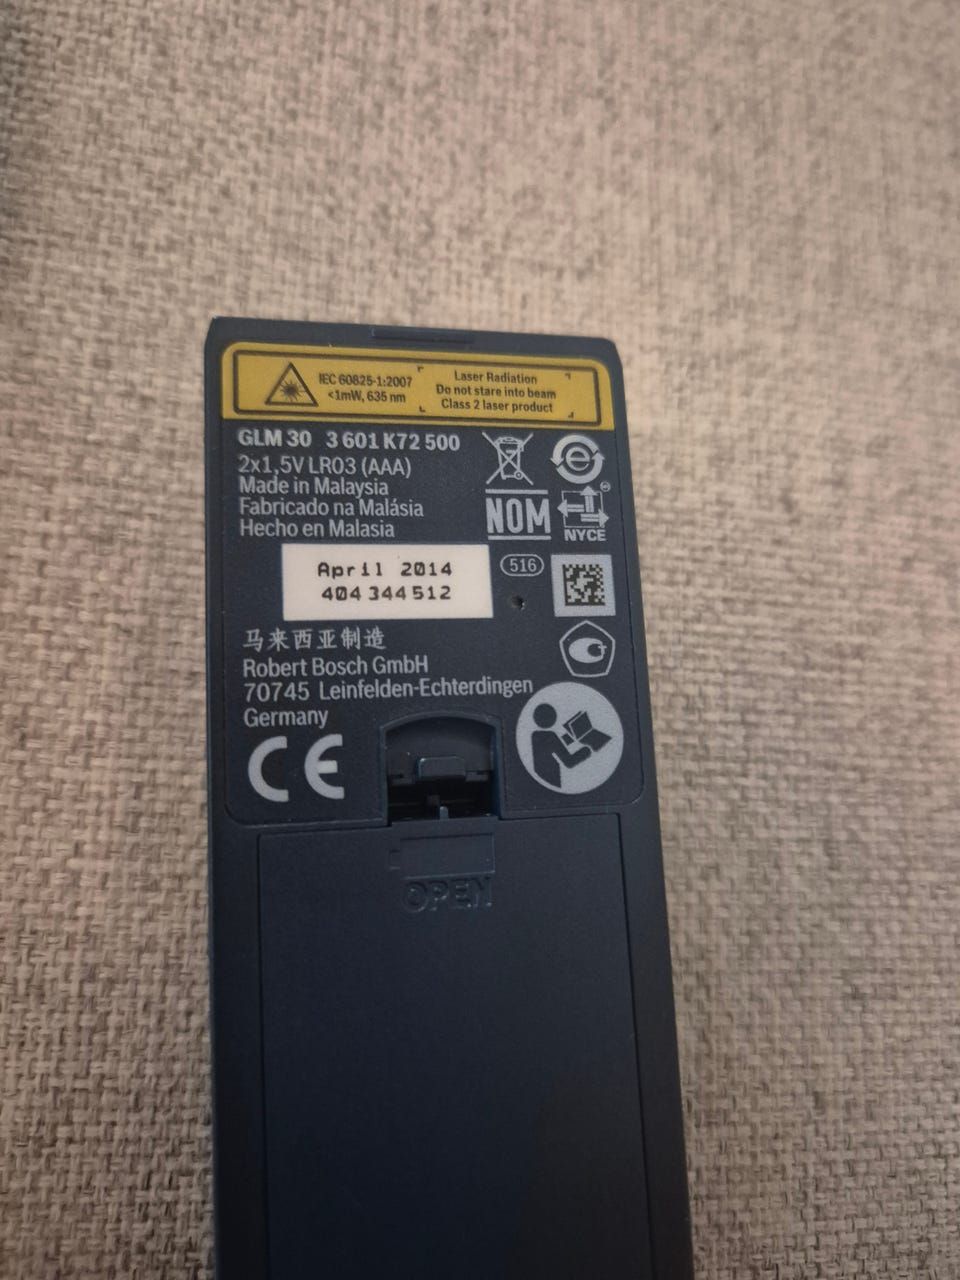 IEC 60825-1:2007
<1mW, 635 nm
Laser Radiation
Do not stare into beam
Class 2 laser product
GLM 30 3 601 K72 500
2x1,5V LR03 (AAA)
Made in Malaysia
Fabricado na Malásia
Hecho en Malasia
e
NOM
NYCE
April 2014
404 344 512
516
马来西亚制造
Robert Bosch GmbH
70745 Leinfelden-Echterdingen
Germany
CE
OPEN